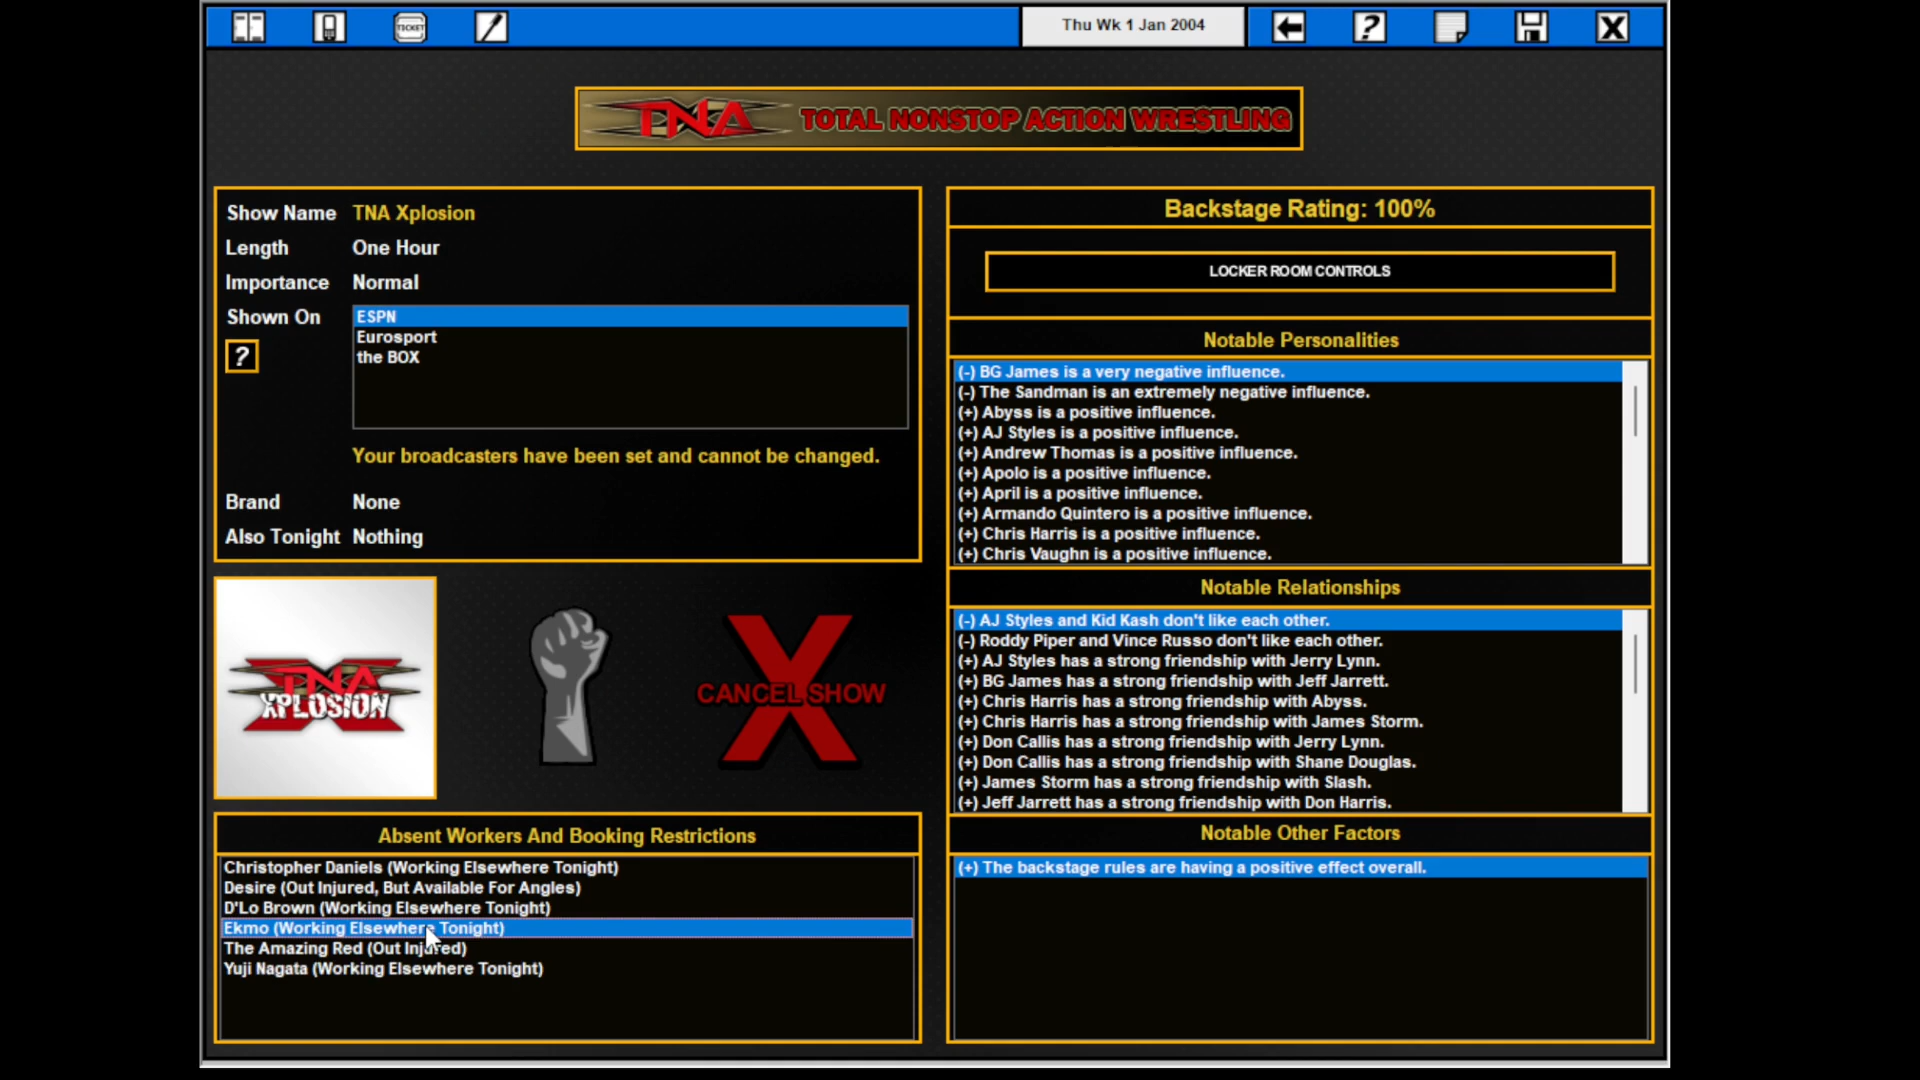 TICKET
Thu Wk 1 Jan 2004
?
X
TNA TOTAL NONSTOP ACTION WRESTLING
Show Name TNA Xplosion
Length One Hour
Importance Normal
Shown On ESPN
Eurosport
the BOX
?
Your broadcasters have been set and cannot be changed.
Brand None
Also Tonight Nothing
TNA
XPLOSION
CANCEL SHOW
Absent Workers And Booking Restrictions
Christopher Daniels (Working Elsewhere Tonight)
Desire (Out Injured, But Available For Angles)
D'Lo Brown (Working Elsewhere Tonight)
Ekmo (Working Elsewhere Tonight)
The Amazing Red (Out Injured)
Yuji Nagata (Working Elsewhere Tonight)
Backstage Rating: 100%
LOCKER ROOM CONTROLS
Notable Personalities
(-) BG James is a very negative influence.
(-) The Sandman is an extremely negative influence.
(+) Abyss is a positive influence.
(+) AJ Styles is a positive influence.
(+) Andrew Thomas is a positive influence.
(+) Apolo is a positive influence.
(+) April is a positive influence.
(+) Armando Quintero is a positive influence.
(+) Chris Harris is a positive influence.
(+) Chris Vaughn is a positive influence.
Notable Relationships
(-) AJ Styles and Kid Kash don't like each other.
(-) Roddy Piper and Vince Russo don't like each other.
(+) AJ Styles has a strong friendship with Jerry Lynn.
(+) BG James has a strong friendship with Jeff Jarrett.
(+) Chris Harris has a strong friendship with Abyss.
(+) Chris Harris has a strong friendship with James Storm.
(+) Don Callis has a strong friendship with Jerry Lynn.
(+) Don Callis has a strong friendship with Shane Douglas.
(+) James Storm has a strong friendship with Slash.
(+) Jeff Jarrett has a strong friendship with Don Harris.
Notable Other Factors
(+) The backstage rules are having a positive effect overall.